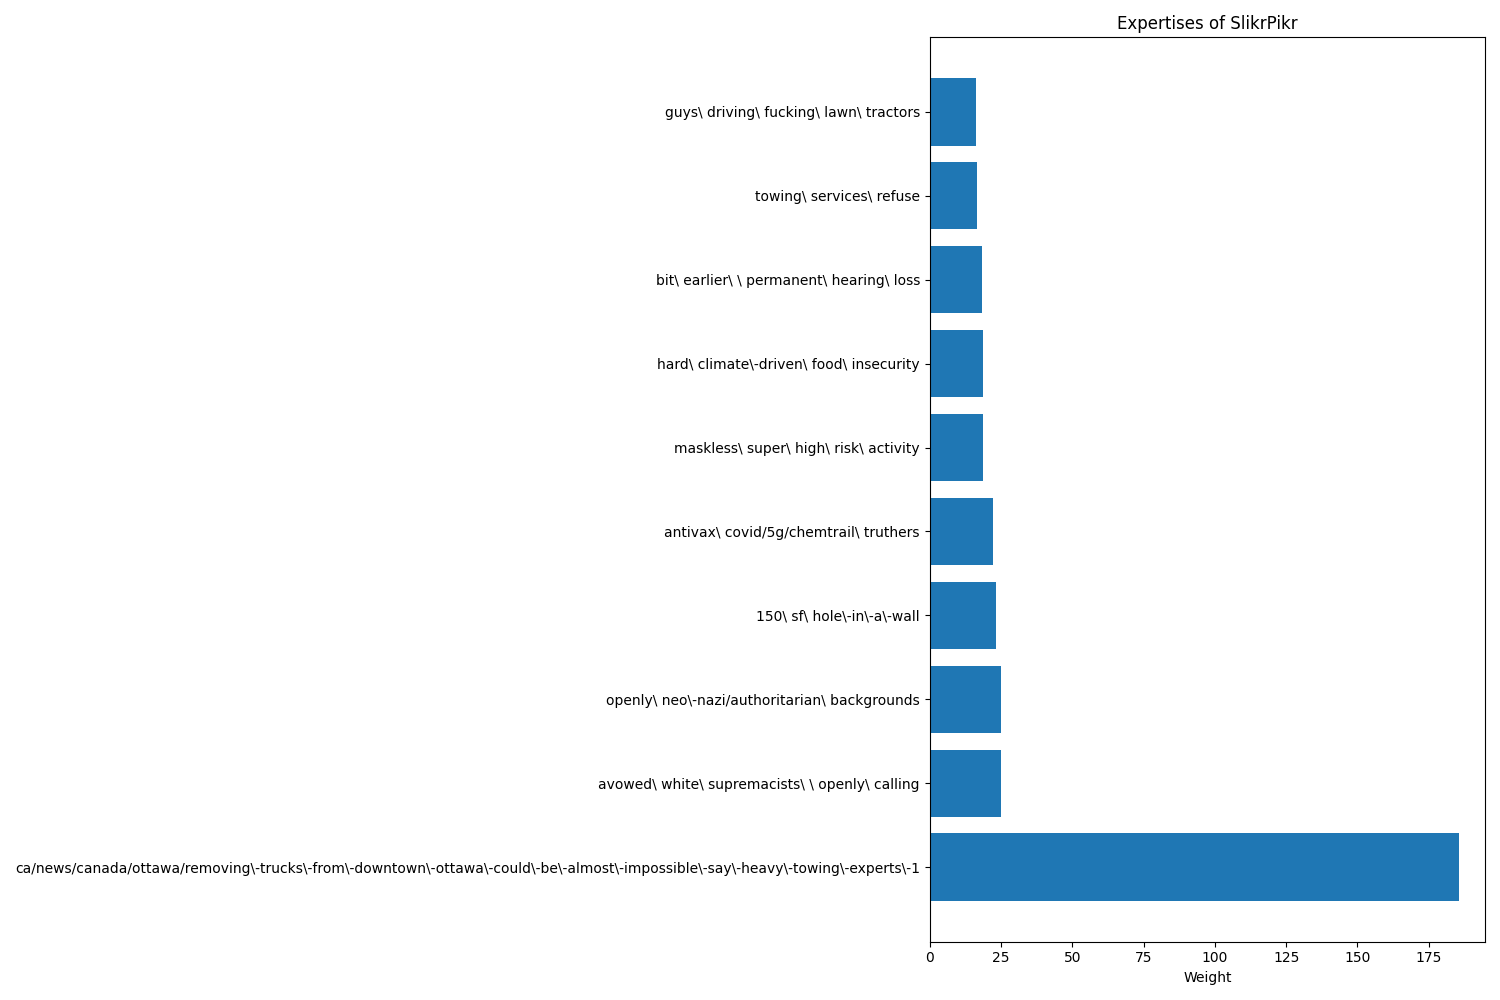 Expertises of SlikrPikr
guys\ driving\ fucking\ lawn\ tractors
towing\ services\ refuse
bit\ earlier\ \ permanent\ hearing\ loss
hard\ climate\-driven\ food\ insecurity
maskless\ super\ high\ risk\ activity
antivax\ covid/5g/chemtrail\ truthers
150\ sf\ hole\-in\-a\-wall
openly\ neo\-nazi/authoritarian\ backgrounds
avowed\ white\ supremacists\ \ openly\ calling
ca/news/canada/ottawa/removing\-trucks\-from\-downtown\-ottawa\-could\-be\-almost\-impossible\-say\-heavy\-towing\-experts\-1
0 25 50 75 100 125 150 175
Weight